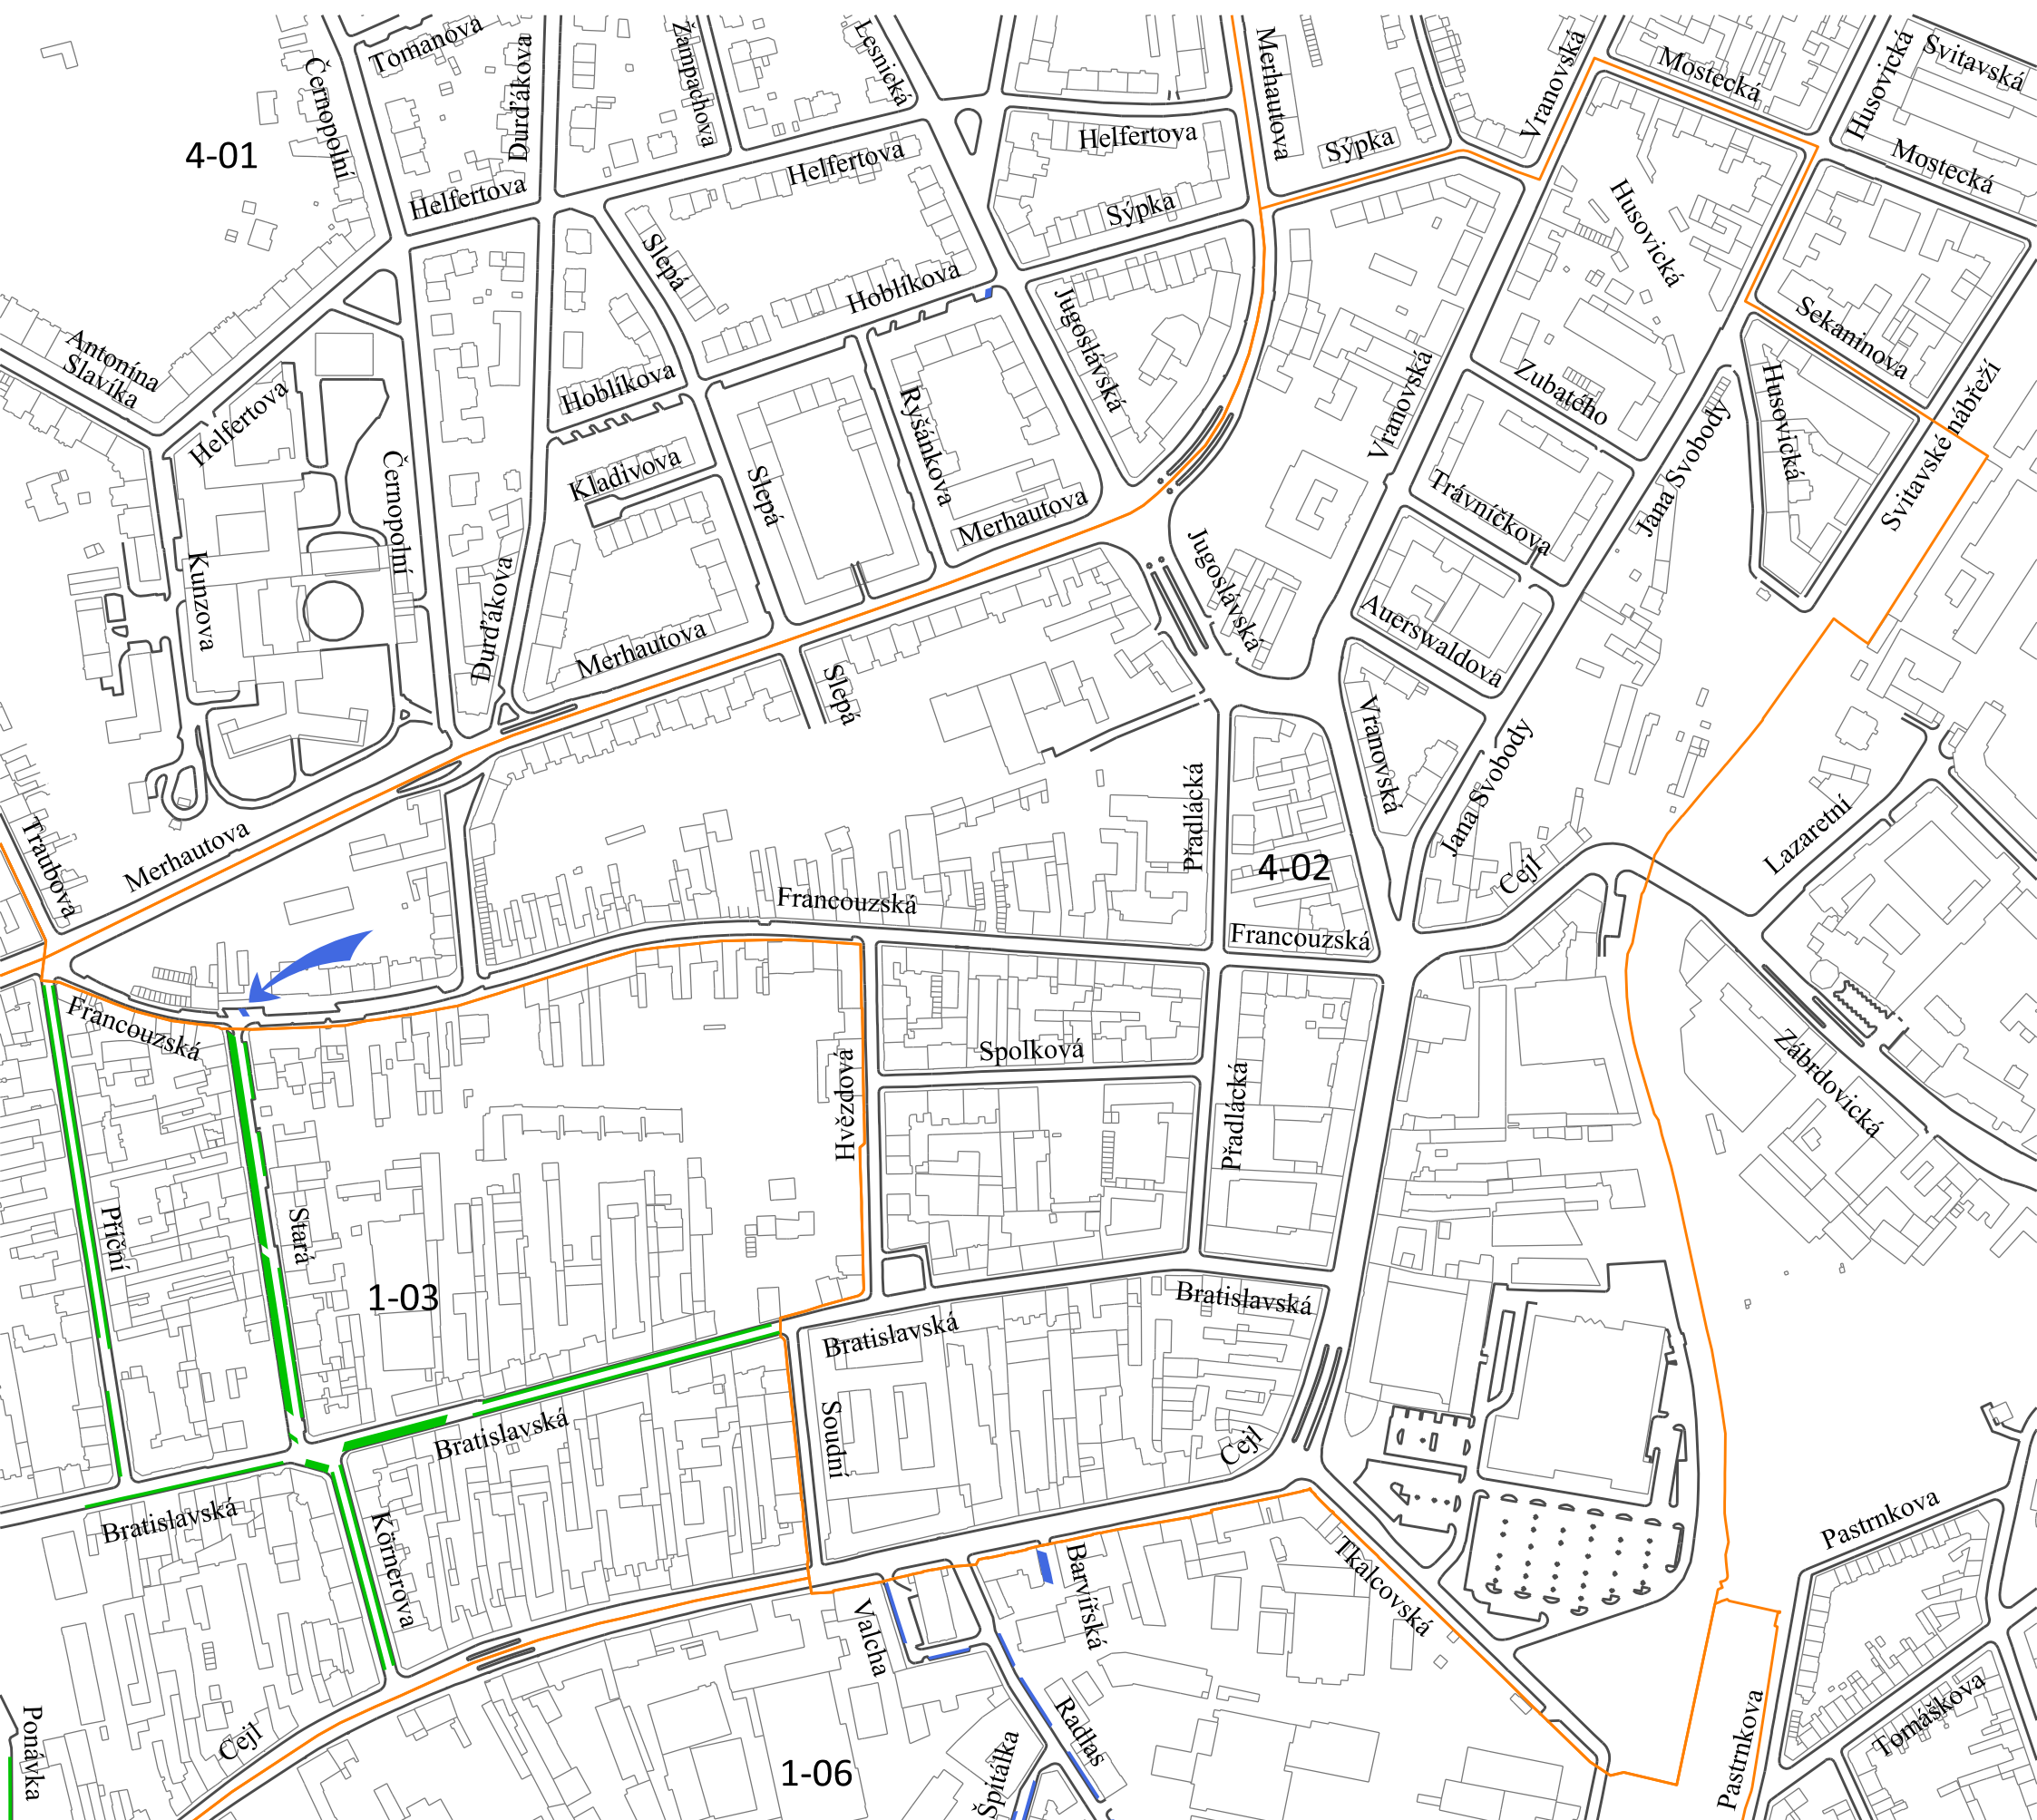 Tomanova
Černopolní
Durďákova
Zampachova
Lesnická
Merhautova
Vranovská
Mostecká
Husovická
Svitavská
4-01
Helfertova
Helfertova
Helfertova
Sýpka
Mostecká
Sýpka
Husovická
Slepá
Hoblíkova
Jugoslávská
Sekaninova
Antonína
Slavíka
Helfertova
Hoblíkova
Ryšánkova
Vranovská
Zubatého
Husovická
Svitavské nábřeží
Černopolní
Kladivova
Slepá
Merhautova
Trávníčkova
Jana Svobody
Kunzova
Durďákova
Merhautova
Jugoslávská
Auerswaldova
Slepá
Vranovská
Jana Svobody
Přadlácká
Traubova
Merhautova
Francouzská
4-02
Cejl
Lazaretní
Francouzská
Francouzská
Spolková
Hvězdová
Přadlácká
Zábrdovická
Příční
Stará
1-03
Bratislavská
Bratislavská
Bratislavská
Soudní
Cejl
Bratislavská
Körnerova
Pastrnkova
Valcha
Barvířská
Tkalcovská
Ponávka
Cejl
1-06
Špitálka
Radlas
Pastrnkova
Tomáškova